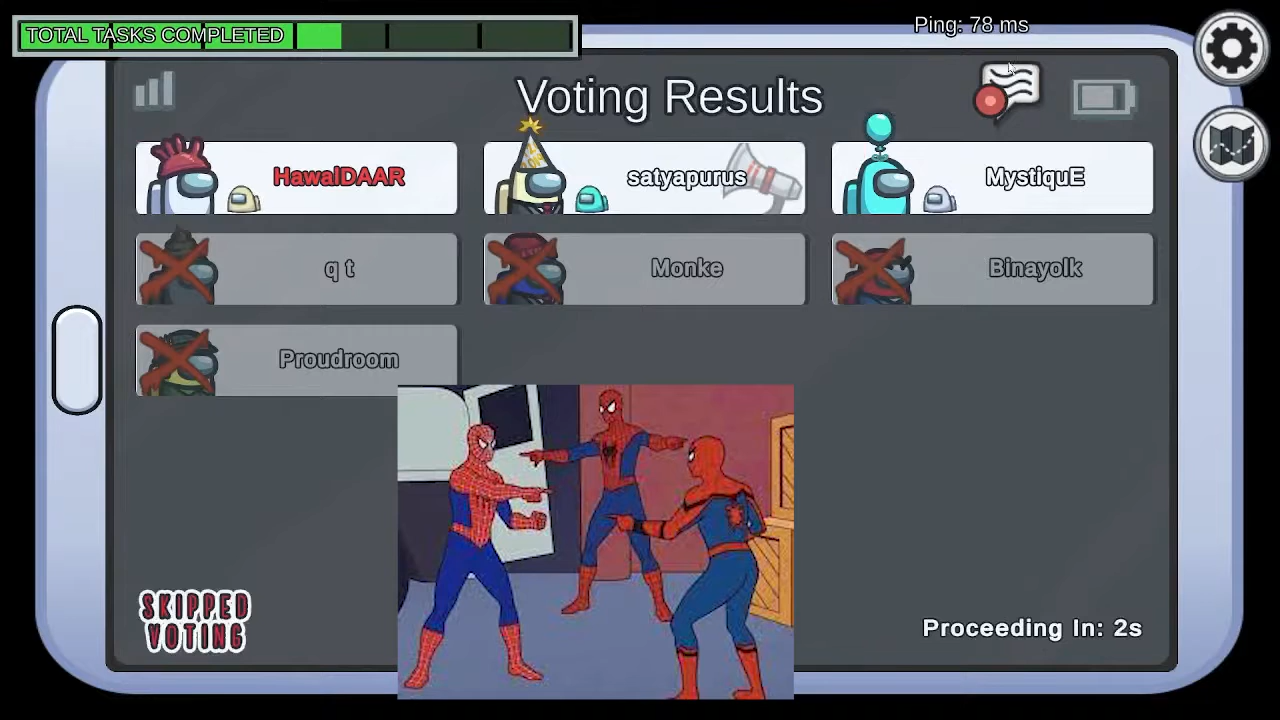 TOTAL TASKS COMPLETED
Ping: 78 ms
Voting Results
HawalDAAR
satyapurus
MystiquE
q t
Monke
Binayolk
Proudroom
SKIPPED
VOTING
Proceeding In: 2s